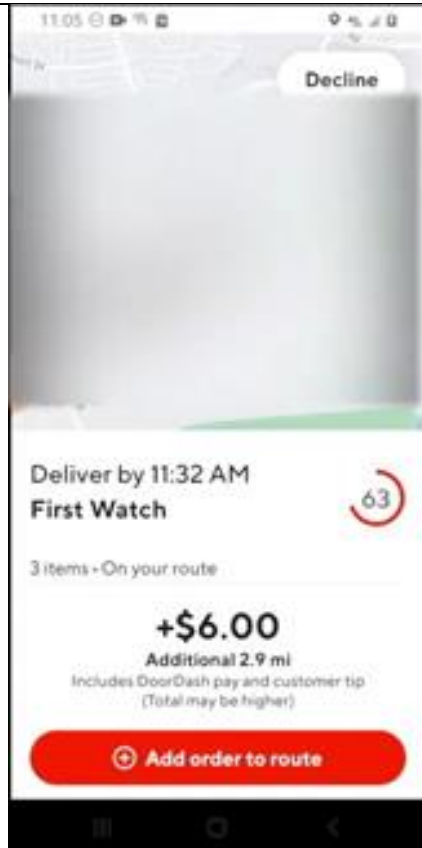 11:05
Decline
Deliver by 11:32 AM
First Watch
63
3 items • On your route
+$6.00
Additional 2.9 mi
Includes DoorDash pay and customer tip
(Total may be higher)
Add order to route